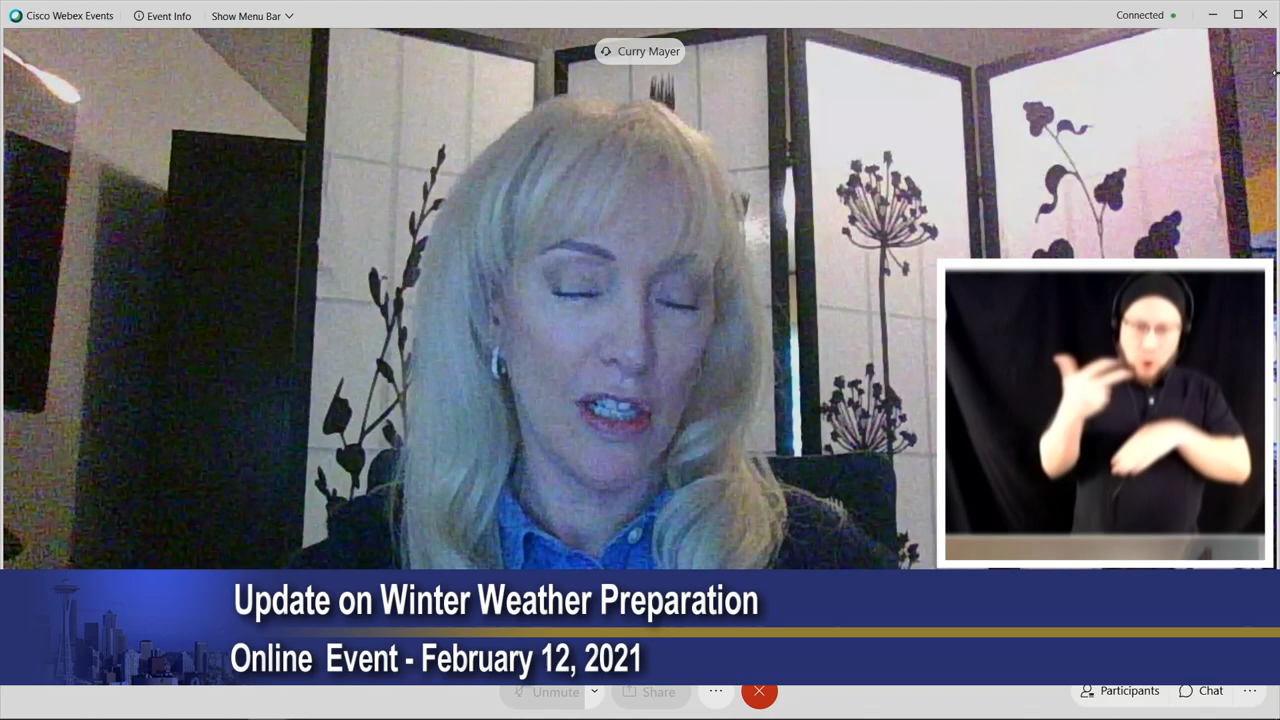 Cisco Webex Events
Event Info
Show Menu Bar
Connected
Curry Mayer
Update on Winter Weather Preparation
Online Event - February 12, 2021
Unmute
Share
Participants
Chat